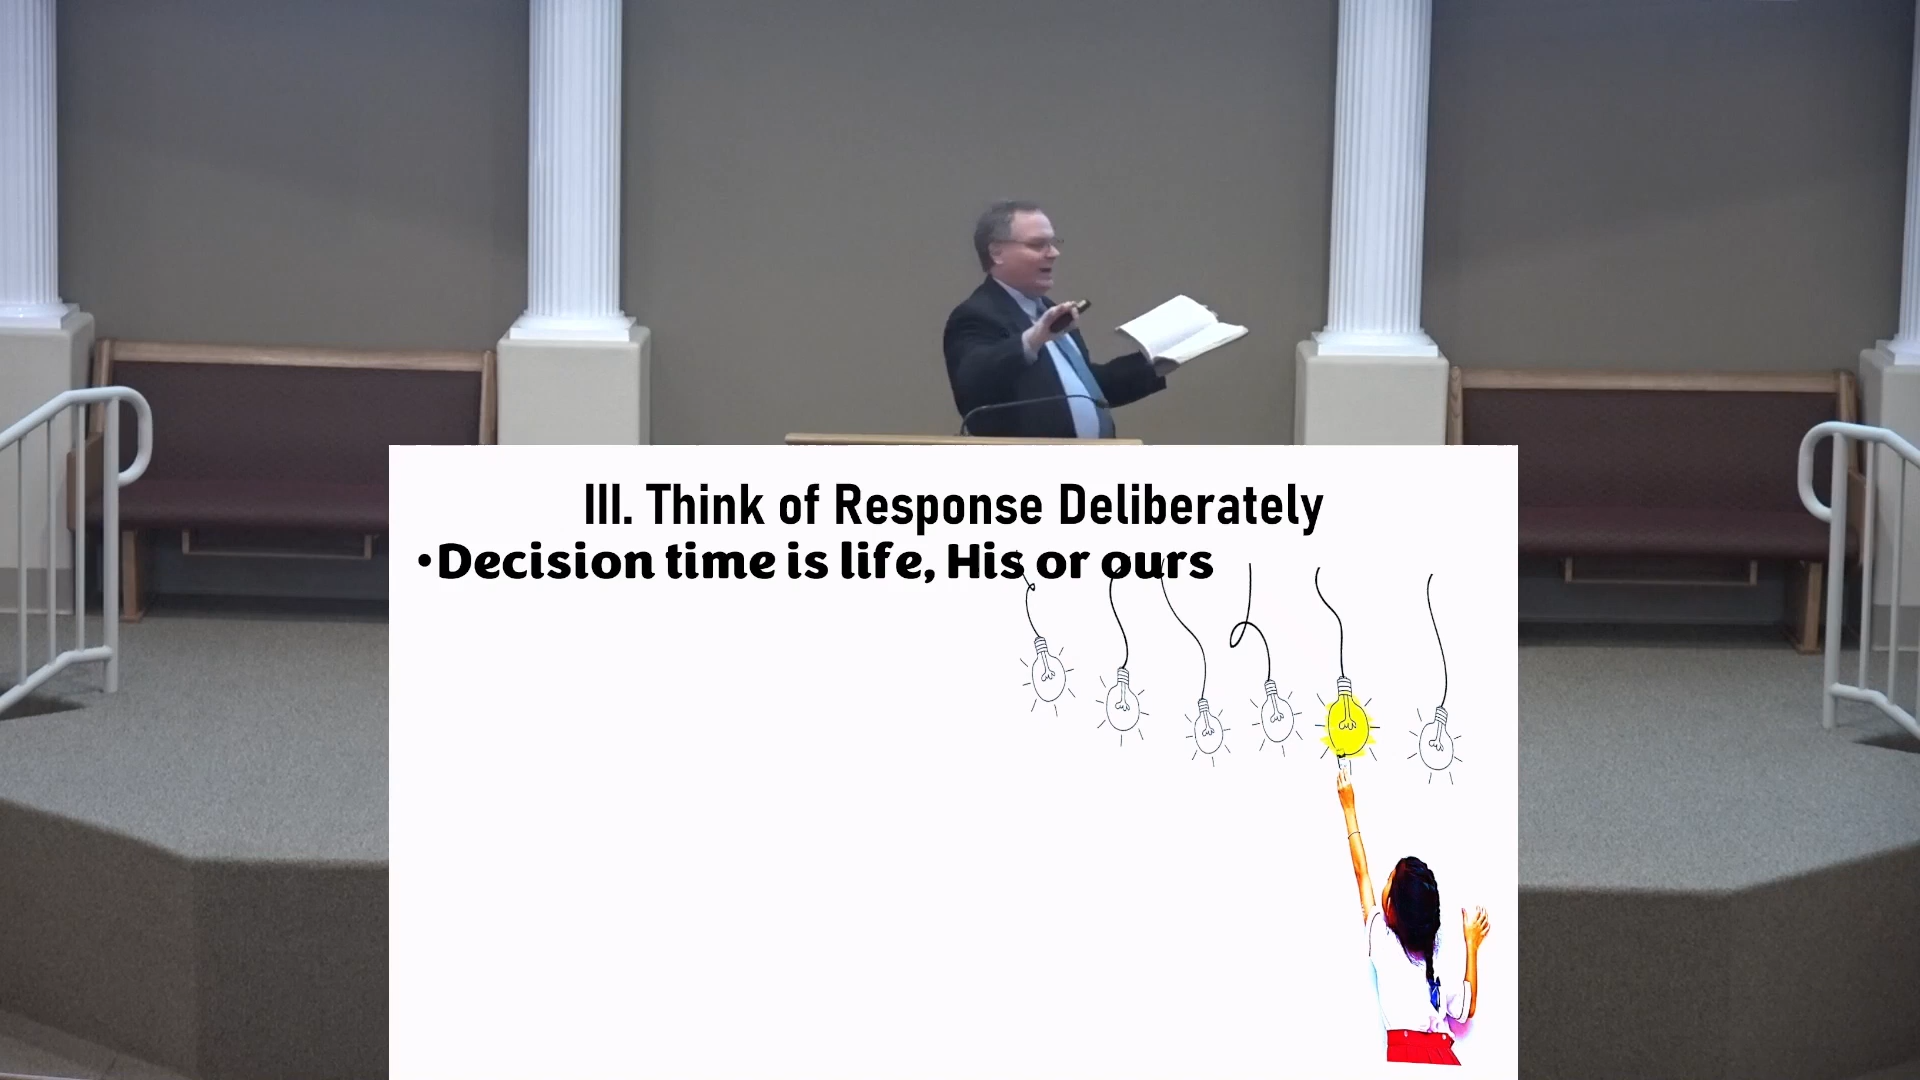 III. Think of Response Deliberately
•Decision time is life, His or ours